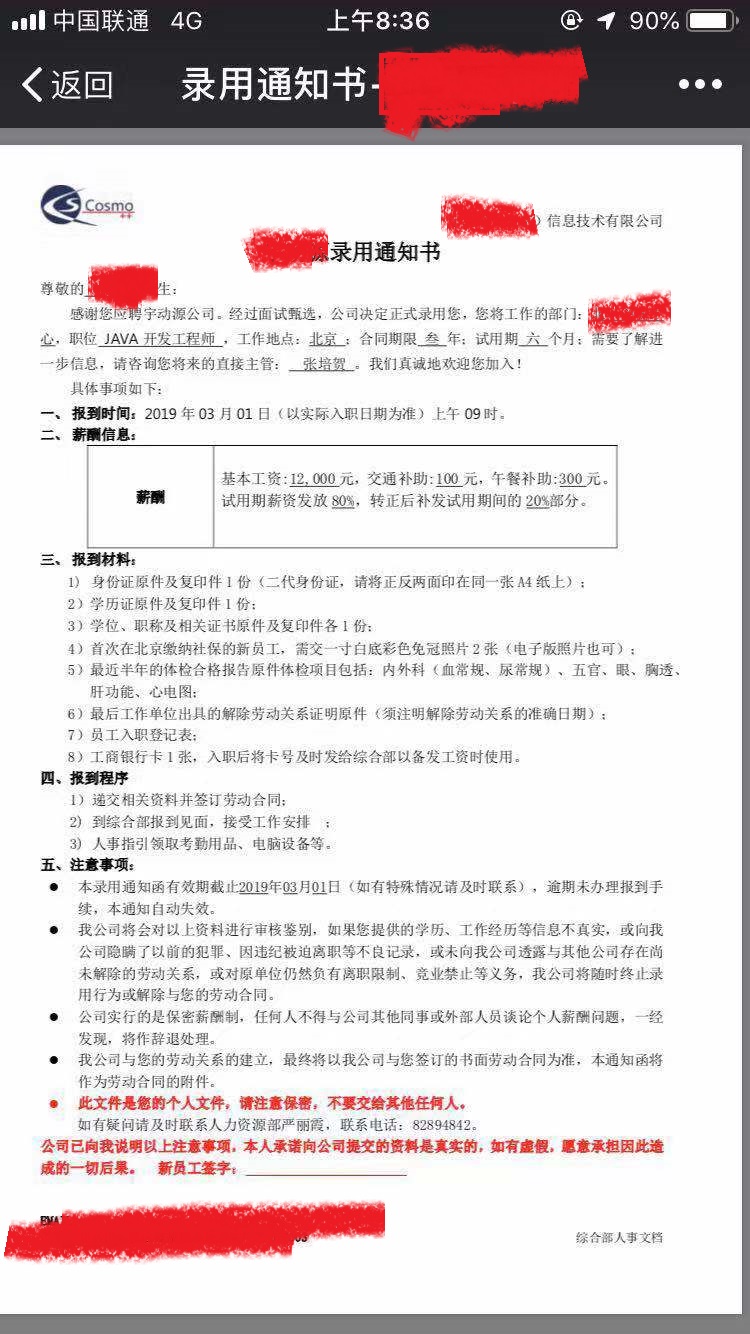 中国联通 4G 上午8:36 90%
返回 录用通知书-
Cosmo
++
）信息技术有限公司
源录用通知书
尊敬的 生：
感谢您应聘宇动源公司。经过面试甄选，公司决定正式录用您，您将工作的部门：
心，职位 JAVA 开发工程师 ，工作地点：北京 ；合同期限 叁 年；试用期 六 个月；需要了解进
一步信息，请咨询您将来的直接主管： 张培贺 。我们真诚地欢迎您加入！
具体事项如下：
一、 报到时间：2019 年 03 月 01 日（以实际入职日期为准）上午 09 时。
二、 薪酬信息：
薪酬
基本工资:12,000 元，交通补助:100 元，午餐补助:300 元。
试用期薪资发放 80%，转正后补发试用期间的 20%部分。
三、 报到材料：
1） 身份证原件及复印件 1 份（二代身份证，请将正反两面印在同一张 A4 纸上）；
2）学历证原件及复印件 1 份；
3）学位、职称及相关证书原件及复印件各 1 份；
4）首次在北京缴纳社保的新员工，需交一寸白底彩色免冠照片 2 张（电子版照片也可）；
5）最近半年的体检合格报告原件体检项目包括：内外科（血常规、尿常规）、五官、眼、胸透、
肝功能、心电图；
6）最后工作单位出具的解除劳动关系证明原件（须注明解除劳动关系的准确日期）；
7）员工入职登记表；
8）工商银行卡 1 张，入职后将卡号及时发给综合部以备发工资时使用。
四、报到程序
1）递交相关资料并签订劳动合同；
2） 到综合部报到见面，接受工作安排 ；
3） 人事指引领取考勤用品、电脑设备等。
五、注意事项：
● 本录用通知函有效期截止2019年03月01日（如有特殊情况请及时联系），逾期未办理报到手
续，本通知自动失效。
● 我公司将会对以上资料进行审核鉴别，如果您提供的学历、工作经历等信息不真实，或向我
公司隐瞒了以前的犯罪、因违纪被迫离职等不良记录，或未向我公司透露与其他公司存在尚
未解除的劳动关系，或对原单位仍然负有离职限制、竞业禁止等义务，我公司将随时终止录
用行为或解除与您的劳动合同。
● 公司实行的是保密薪酬制，任何人不得与公司其他同事或外部人员谈论个人薪酬问题，一经
发现，将作辞退处理。
● 我公司与您的劳动关系的建立，最终将以我公司与您签订的书面劳动合同为准，本通知函将
作为劳动合同的附件。
● 此文件是您的个人文件，请注意保密，不要交给其他任何人。
如有疑问请及时联系人力资源部严丽霞，联系电话：82894842。
公司已向我说明以上注意事项，本人承诺向公司提交的资料是真实的，如有虚假，愿意承担因此造
成的一切后果。 新员工签字：
03 综合部人事文档